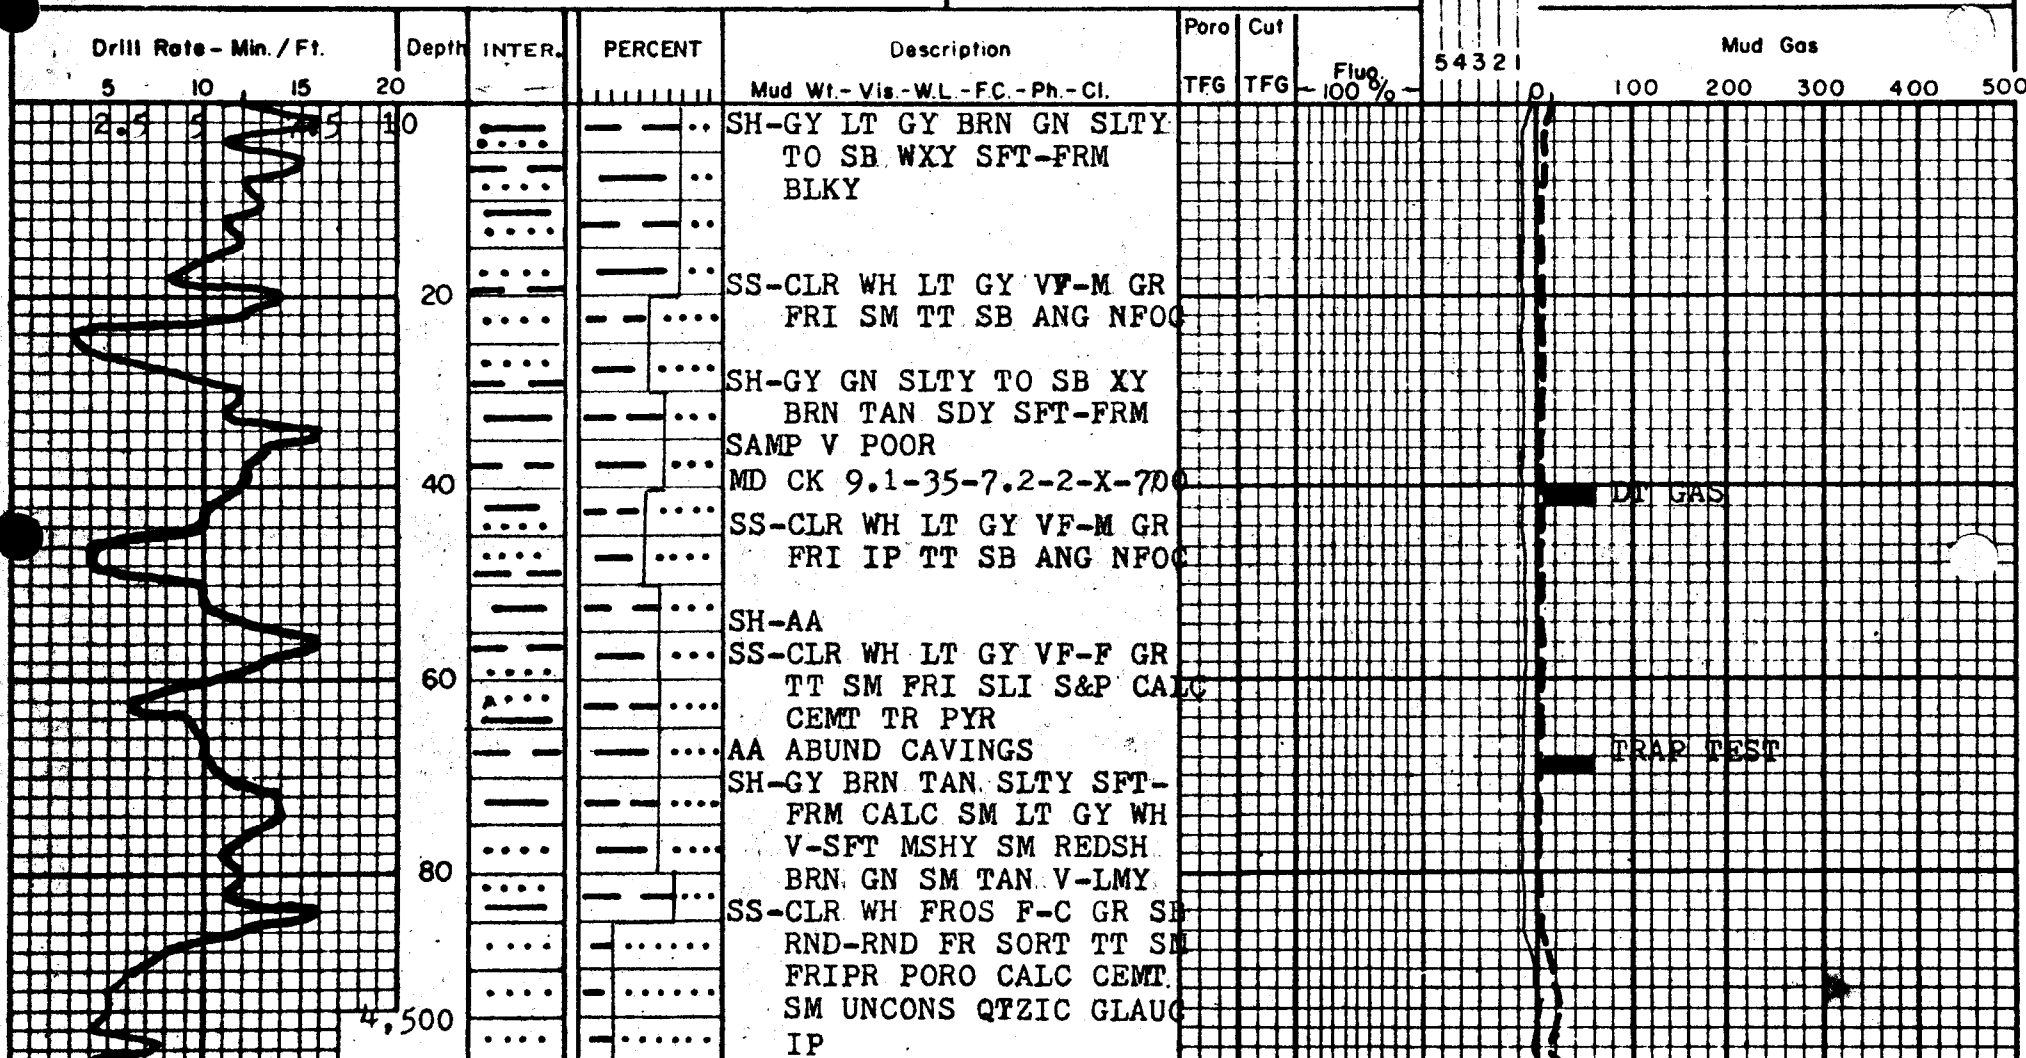 Drill Rate - Min. / Ft.
5 10 15 20
2.5 5 10
Depth
INTER.
PERCENT
Description
Mud Wt.- Vis.-W.L.-F.C.-Ph.-Cl.
Poro Cut
TFG TFG
Fluo.
100 %
5 4 3 2 1
Mud Gas
0 100 200 300 400 500
SH-GY LT GY BRN GN SLTY
TO SB WXY SFT-FRM
BLKY
SS-CLR WH LT GY VF-M GR
20
FRI SM TT SB ANG NFOC
SH-GY GN SLTY TO SB XY
BRN TAN SDY SFT-FRM
SAMP V POOR
40
MD CK 9.1-35-7.2-2-X-700
DT GAS
SS-CLR WH LT GY VF-M GR
FRI IP TT SB ANG NFOC
SH-AA
SS-CLR WH LT GY VF-F GR
60
TT SM FRI SLI S&P CALC
A
CEMT TR PYR
AA ABUND CAVINGS
TRAP TEST
SH-GY BRN TAN SLTY SFT-
FRM CALC SM LT GY WH
V-SFT MSHY SM REDSH
80
BRN GN SM TAN V-LMY
SS-CLR WH FROS F-C GR SB
RND-RND FR SORT TT SM
FRIPR PORO CALC CEMT
4,500
SM UNCONS QTZIC GLAUC
IP